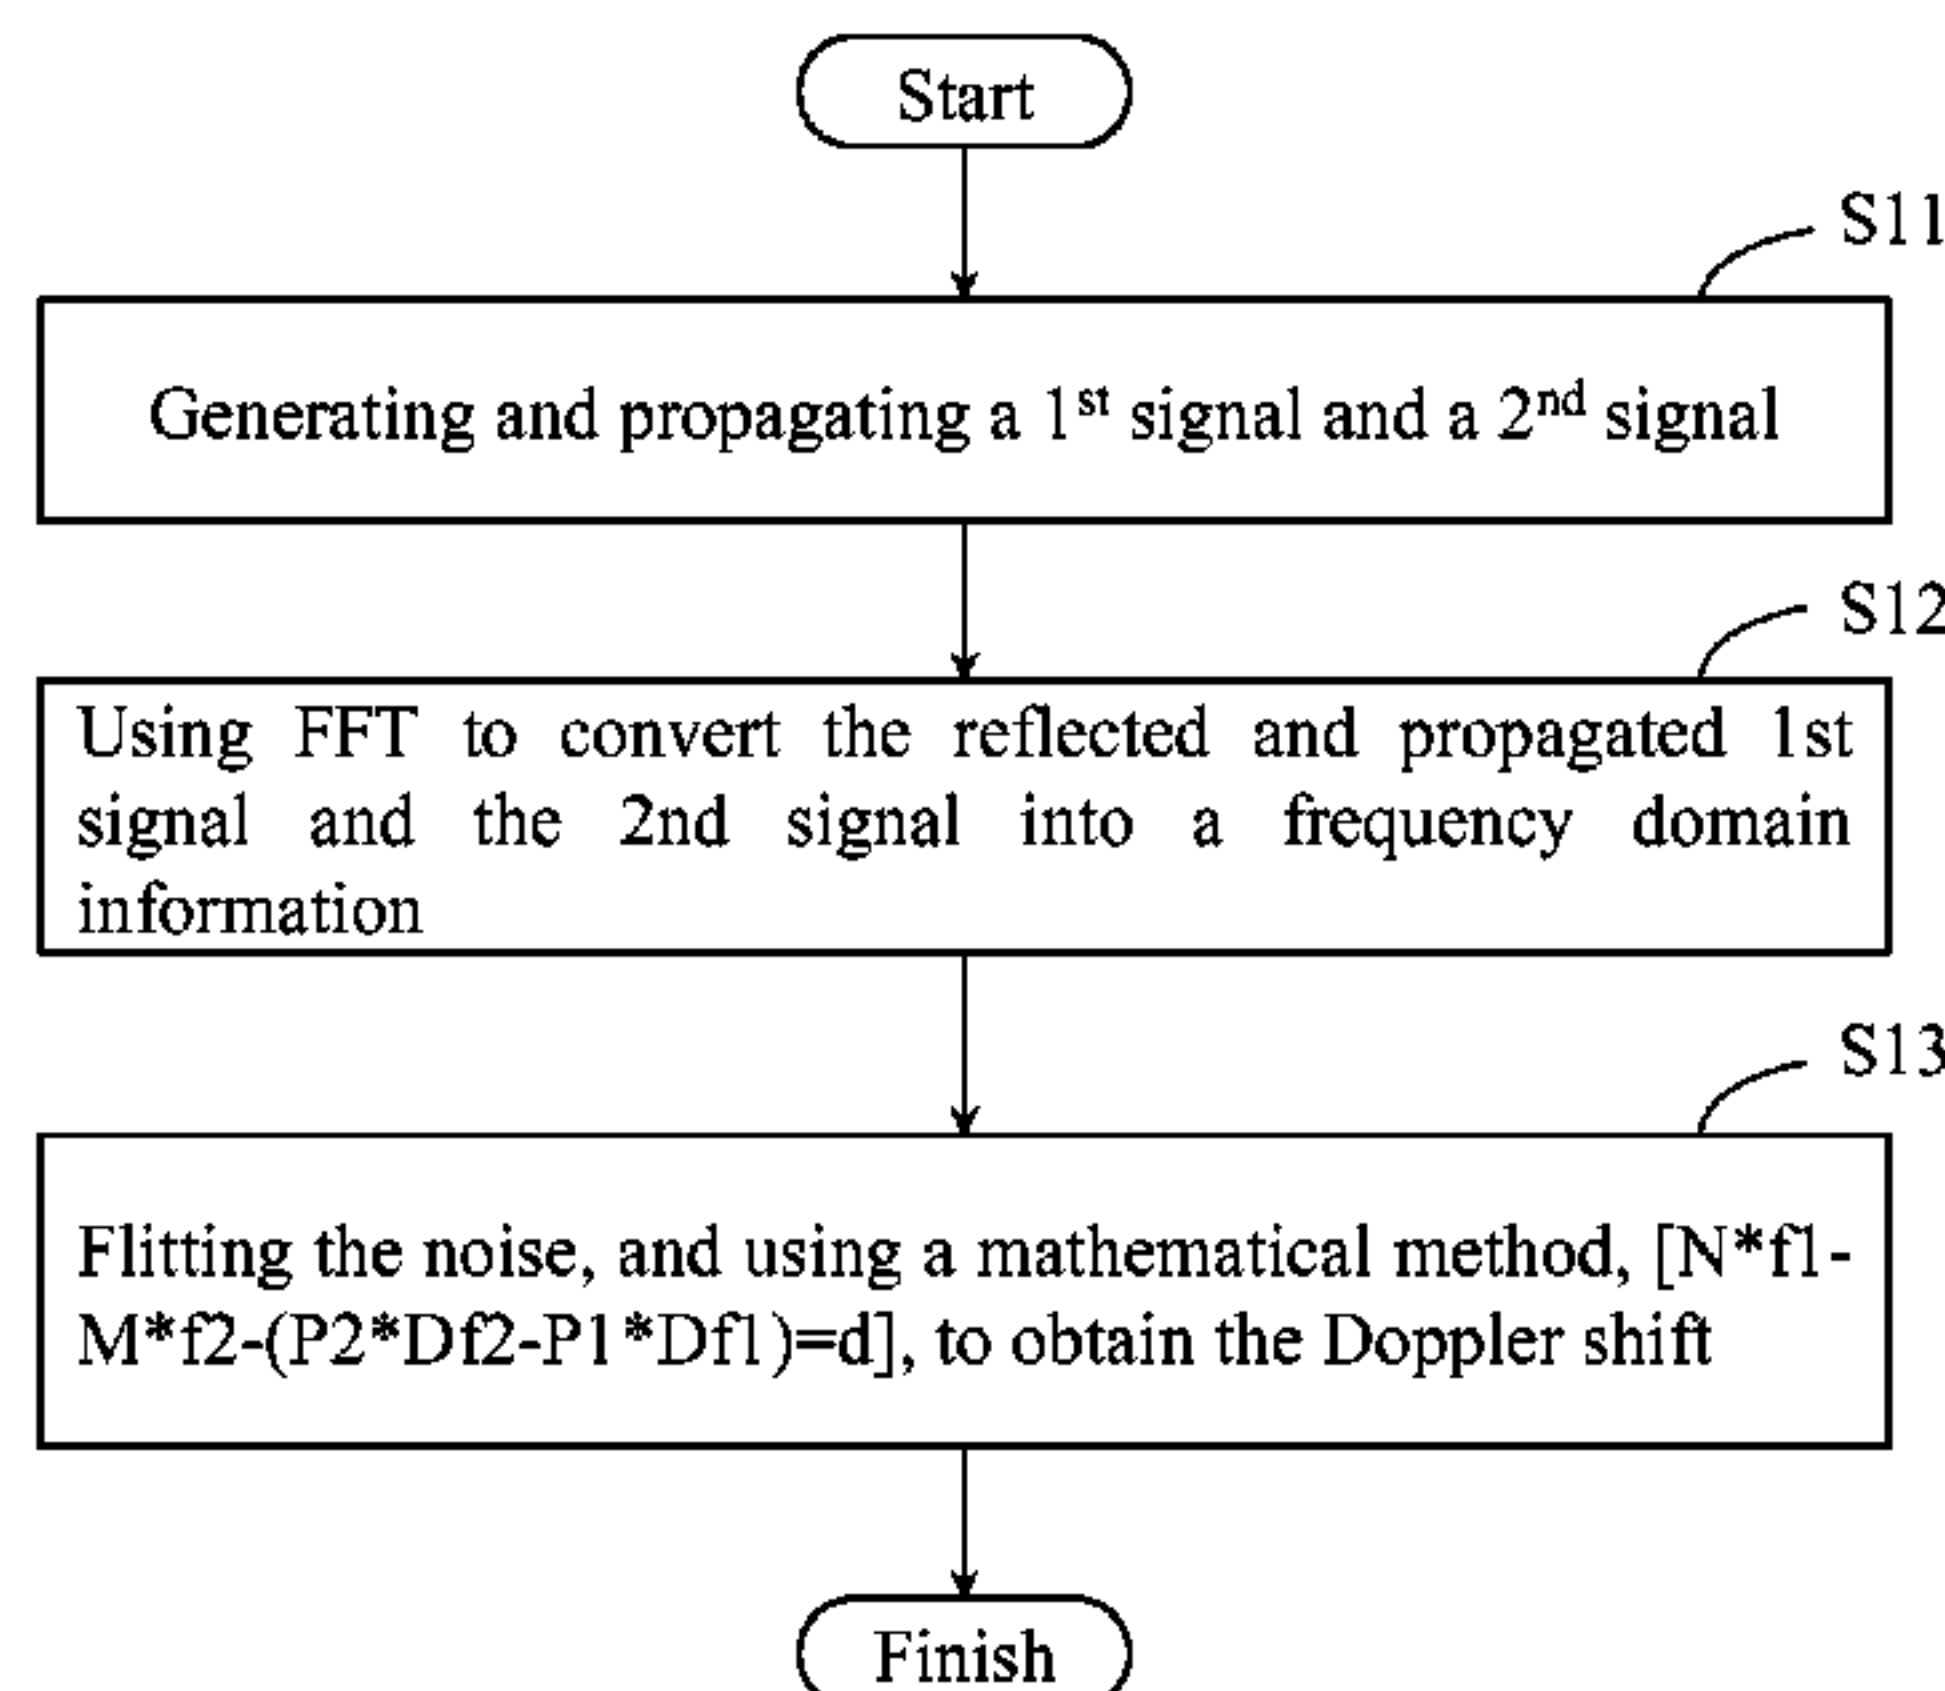 Start
S11
Generating and propagating a 1st signal and a 2nd signal
S12
Using FFT to convert the reflected and propagated 1st
signal and the 2nd signal into a frequency domain
information
S13
Flitting the noise, and using a mathematical method, [N*f1-
M*f2-(P2*Df2-P1*Df1)=d], to obtain the Doppler shift
Finish